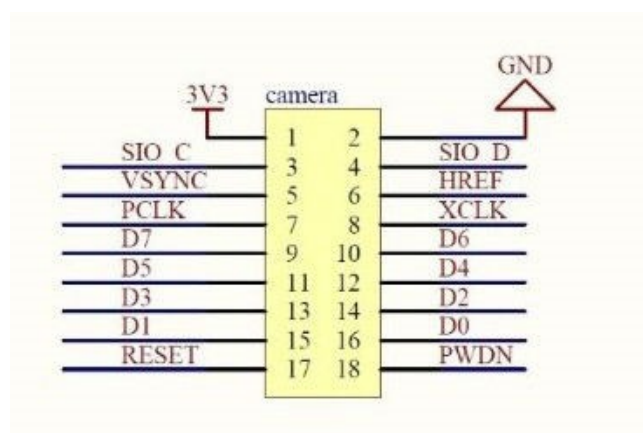 GND
3V3 camera
1 2
SIO_C 3 4 SIO_D
VSYNC 5 6 HREF
PCLK 7 8 XCLK
D7 9 10 D6
D5 11 12 D4
D3 13 14 D2
D1 15 16 D0
RESET 17 18 PWDN